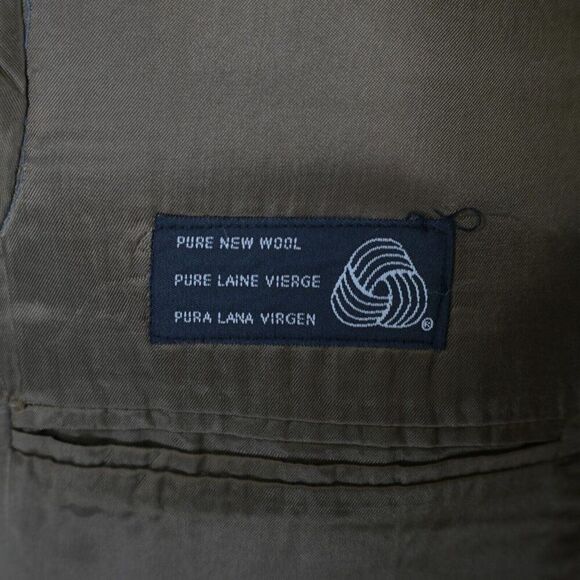 PURE NEW WOOL
PURE LAINE VIERGE
PURA LANA VIRGEN
®